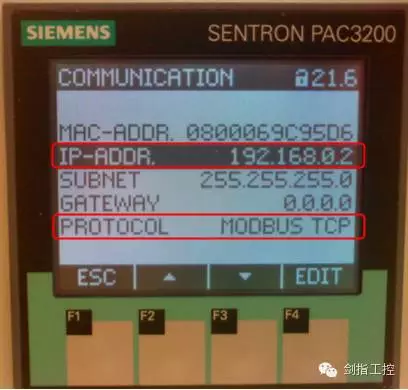 SIEMENS
SENTRON PAC3200
COMMUNICATION 21.6
MAC-ADDR. 0800069C95D6
IP-ADDR. 192.168.0.2
SUBNET 255.255.255.0
GATEWAY 0.0.0.0
PROTOCOL MODBUS TCP
ESC ▲ ▼ EDIT
F1 F2 F3 F4
剑指工控